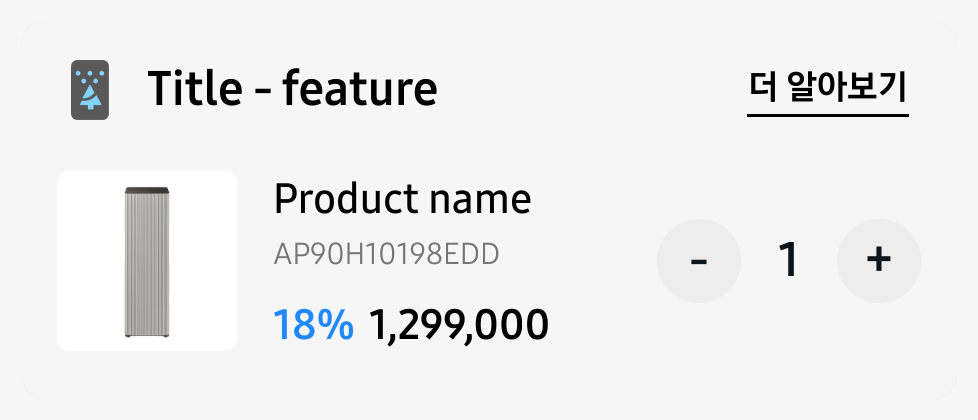 Title - feature
더 알아보기
Product name
AP90H10198EDD
18% 1,299,000
- 1 +